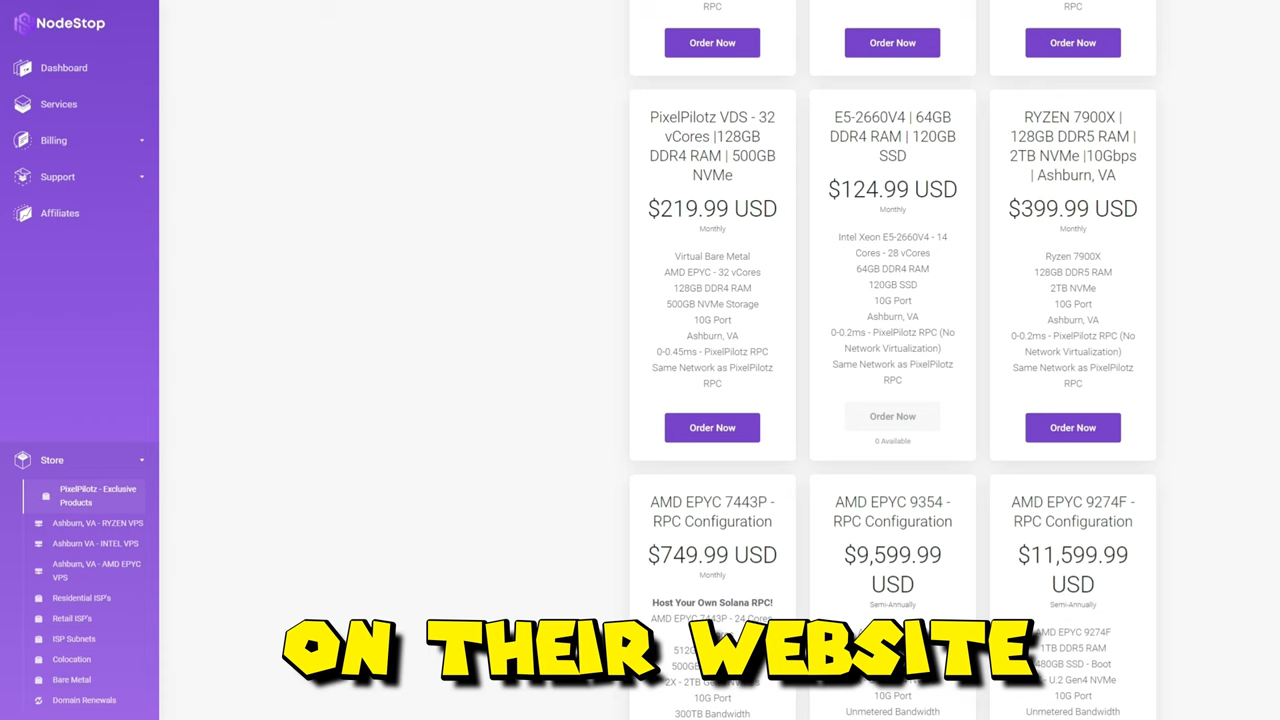 NodeStop
Dashboard
Services
Billing
Support
Affiliates
Store
PixelPilotz - Exclusive
Products
Ashburn, VA - RYZEN VPS
Ashburn VA - INTEL VPS
Ashburn, VA - AMD EPYC
VPS
Residential ISP's
Retail ISP's
ISP Subnets
Colocation
Bare Metal
Domain Renewals
RPC
Order Now
Order Now
RPC
Order Now
PixelPilotz VDS - 32
vCores |128GB
DDR4 RAM | 500GB
NVMe
$219.99 USD
Monthly
Virtual Bare Metal
AMD EPYC - 32 vCores
128GB DDR4 RAM
500GB NVMe Storage
10G Port
Ashburn, VA
0-0.45ms - PixelPilotz RPC
Same Network as PixelPilotz
RPC
Order Now
E5-2660V4 | 64GB
DDR4 RAM | 120GB
SSD
$124.99 USD
Monthly
Intel Xeon E5-2660V4 - 14
Cores - 28 vCores
64GB DDR4 RAM
120GB SSD
10G Port
Ashburn, VA
0-0.2ms - PixelPilotz RPC (No
Network Virtualization)
Same Network as PixelPilotz
RPC
Order Now
0 Available
RYZEN 7900X |
128GB DDR5 RAM |
2TB NVMe |10Gbps
| Ashburn, VA
$399.99 USD
Monthly
Ryzen 7900X
128GB DDR5 RAM
2TB NVMe
10G Port
Ashburn, VA
0-0.2ms - PixelPilotz RPC (No
Network Virtualization)
Same Network as PixelPilotz
RPC
Order Now
AMD EPYC 7443P -
RPC Configuration
$749.99 USD
Monthly
Host Your Own Solana RPC!
AMD EPYC 7443P - 24 Cores
10G Port
300TB Bandwidth
AMD EPYC 9354 -
RPC Configuration
$9,599.99
USD
Semi-Annually
10G Port
Unmetered Bandwidth
AMD EPYC 9274F -
RPC Configuration
$11,599.99
USD
Semi-Annually
AMD EPYC 9274F
1TB DDR5 RAM
480GB SSD - Boot
U.2 Gen4 NVMe
10G Port
Unmetered Bandwidth
ON THEIR WEBSITE